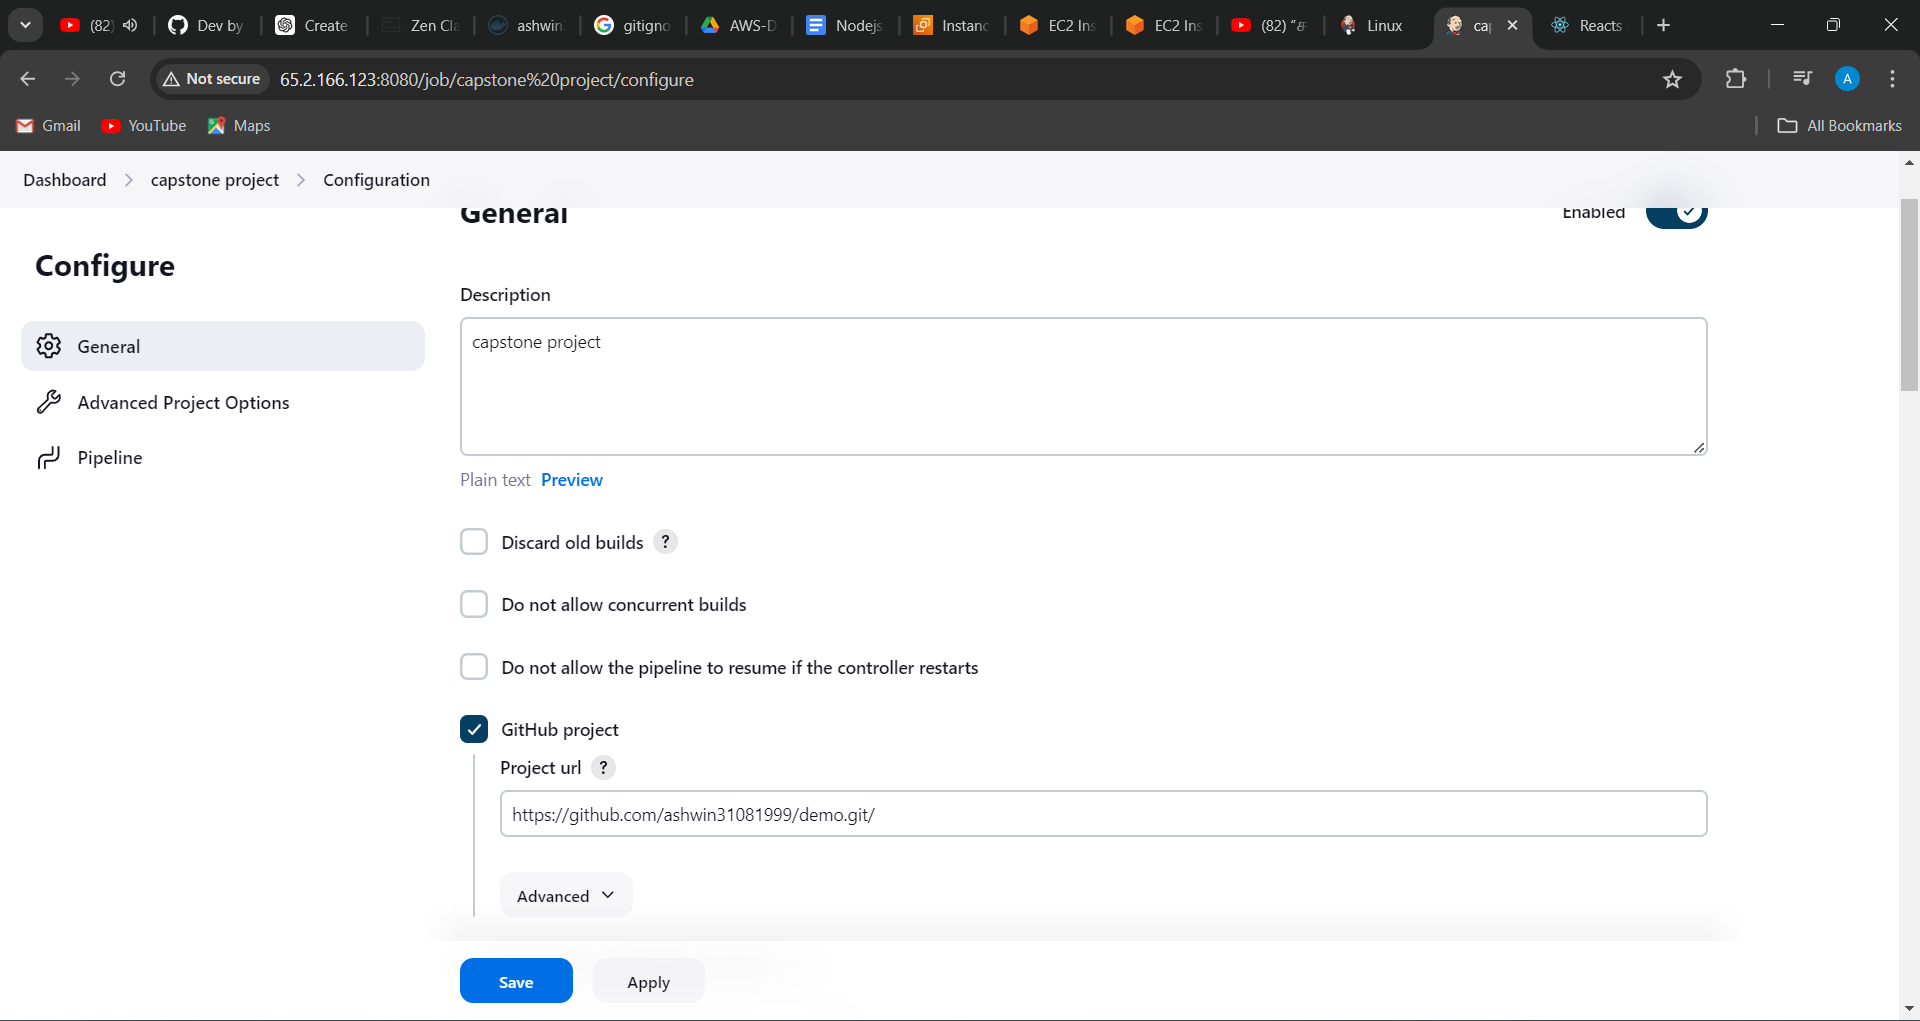 (82)
Dev by
Create
Zen Cla
ashwin
gitigno
AWS-D
Nodejs
Instanc
EC2 Ins
EC2 Ins
(82) “
Linux
cap
Reacts
Not secure
65.2.166.123:8080/job/capstone%20project/configure
A
Gmail
YouTube
Maps
All Bookmarks
Dashboard
capstone project
Configuration
General
Enabled
Configure
General
Advanced Project Options
Pipeline
Description
capstone project
Plain text Preview
Discard old builds ?
Do not allow concurrent builds
Do not allow the pipeline to resume if the controller restarts
GitHub project
Project url ?
https://github.com/ashwin31081999/demo.git/
Advanced
Save
Apply